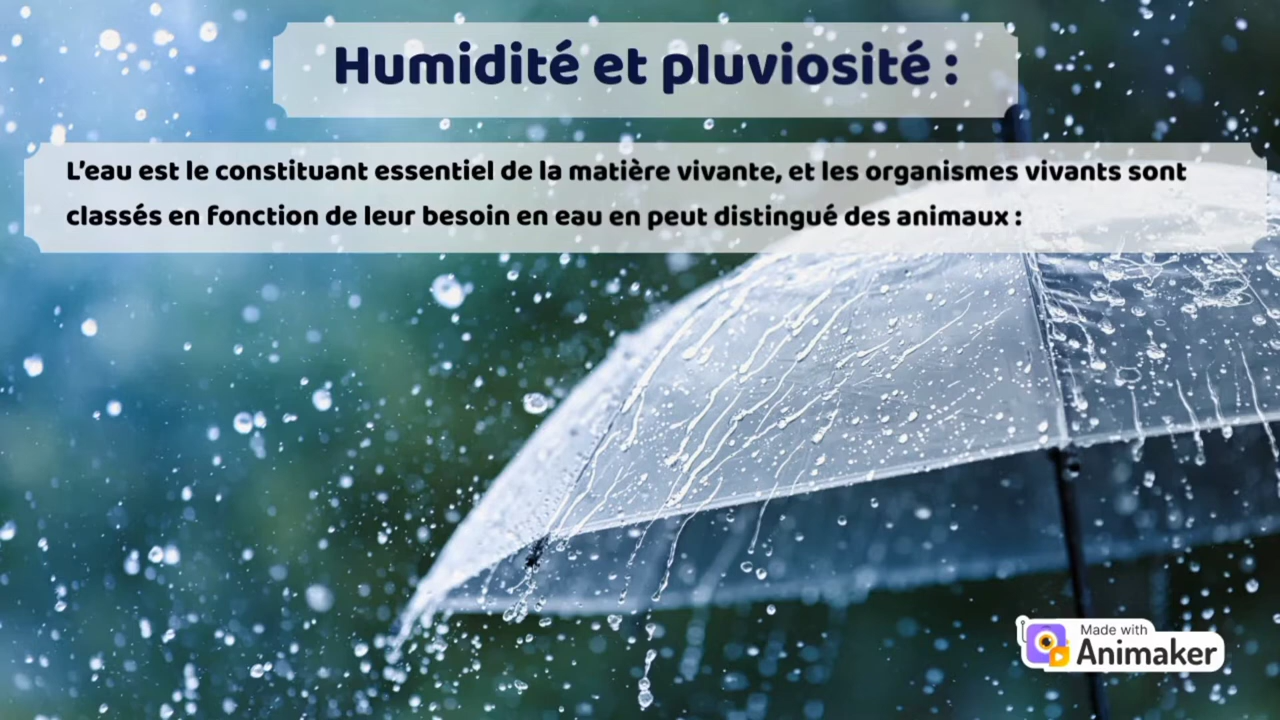 Humidité et pluviosité :
L'eau est le constituant essentiel de la matière vivante, et les organismes vivants sont
classés en fonction de leur besoin en eau en peut distingué des animaux :
Made with
Animaker